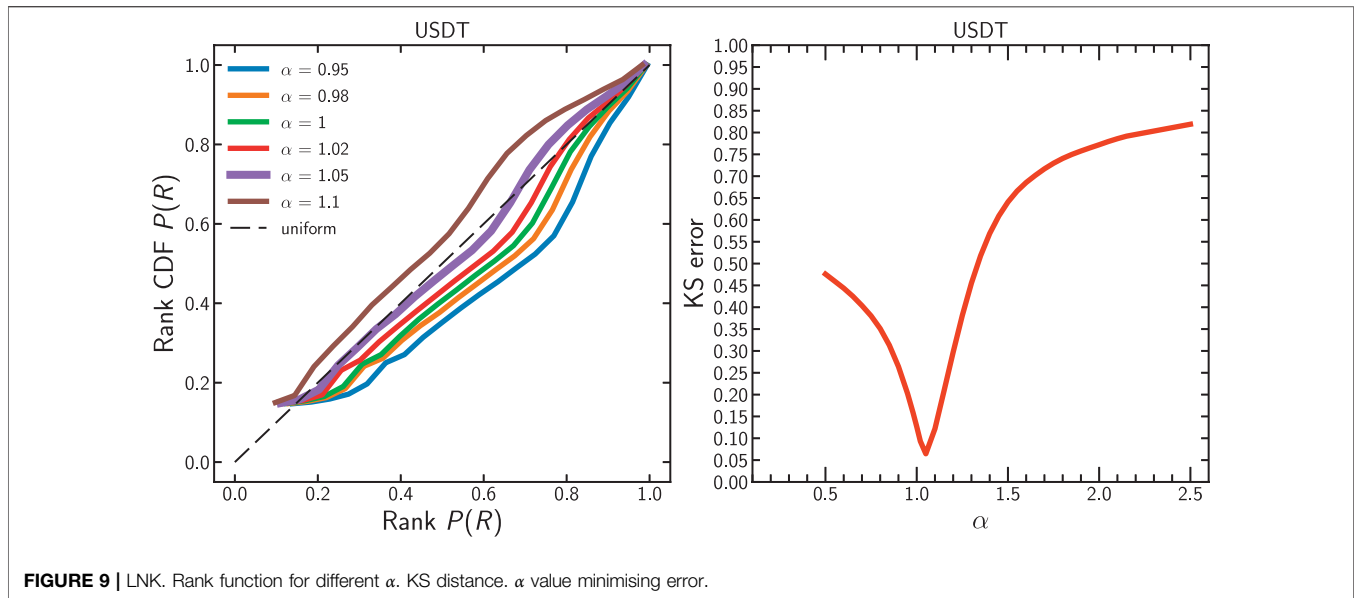 USDT
1.0
0.8
0.6
0.4
0.2
0.0
Rank CDF P(R)
α = 0.95
α = 0.98
α = 1
α = 1.02
α = 1.05
α = 1.1
uniform
0.0 0.2 0.4 0.6 0.8 1.0
Rank P(R)
USDT
1.00
0.95
0.90
0.85
0.80
0.75
0.70
0.65
0.60
0.55
0.50
0.45
0.40
0.35
0.30
0.25
0.20
0.15
0.10
0.05
0.00
KS error
0.5 1.0 1.5 2.0 2.5
α
FIGURE 9 | LNK. Rank function for different α. KS distance. α value minimising error.